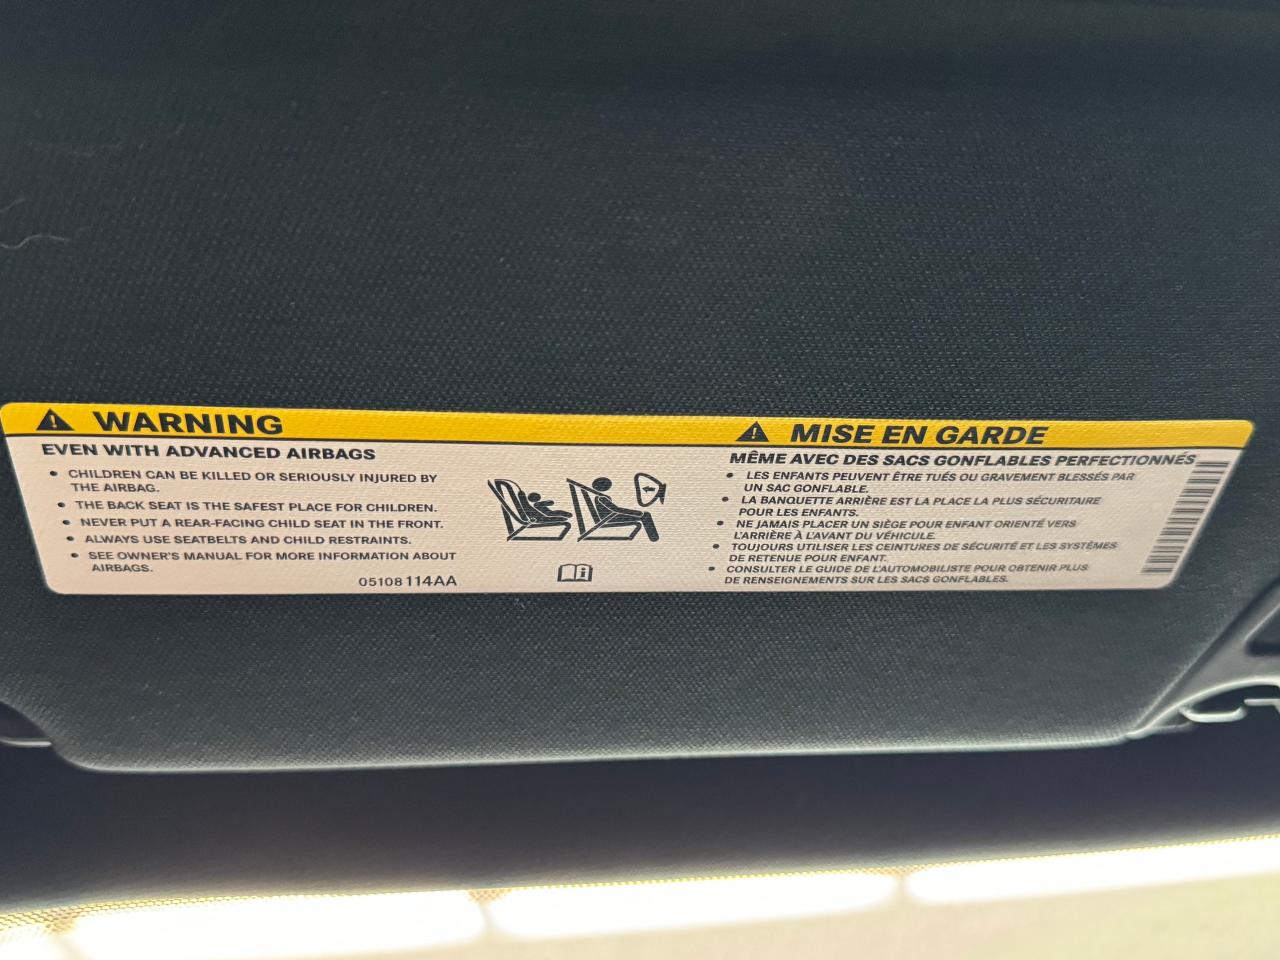 WARNING
EVEN WITH ADVANCED AIRBAGS
• CHILDREN CAN BE KILLED OR SERIOUSLY INJURED BY
THE AIRBAG.
• THE BACK SEAT IS THE SAFEST PLACE FOR CHILDREN.
• NEVER PUT A REAR-FACING CHILD SEAT IN THE FRONT.
• ALWAYS USE SEATBELTS AND CHILD RESTRAINTS.
• SEE OWNER'S MANUAL FOR MORE INFORMATION ABOUT
AIRBAGS.
05108114AA
MISE EN GARDE
MÊME AVEC DES SACS GONFLABLES PERFECTIONNÉS
• LES ENFANTS PEUVENT ÊTRE TUÉS OU GRAVEMENT BLESSÉS PAR
UN SAC GONFLABLE.
• LA BANQUETTE ARRIÈRE EST LA PLACE LA PLUS SÉCURITAIRE
POUR LES ENFANTS.
• NE JAMAIS PLACER UN SIÈGE POUR ENFANT ORIENTÉ VERS
L'ARRIÈRE À L'AVANT DU VÉHICULE.
• TOUJOURS UTILISER LES CEINTURES DE SÉCURITÉ ET LES SYSTÈMES
DE RETENUE POUR ENFANT.
• CONSULTER LE GUIDE DE L'AUTOMOBILISTE POUR OBTENIR PLUS
DE RENSEIGNEMENTS SUR LES SACS GONFLABLES.